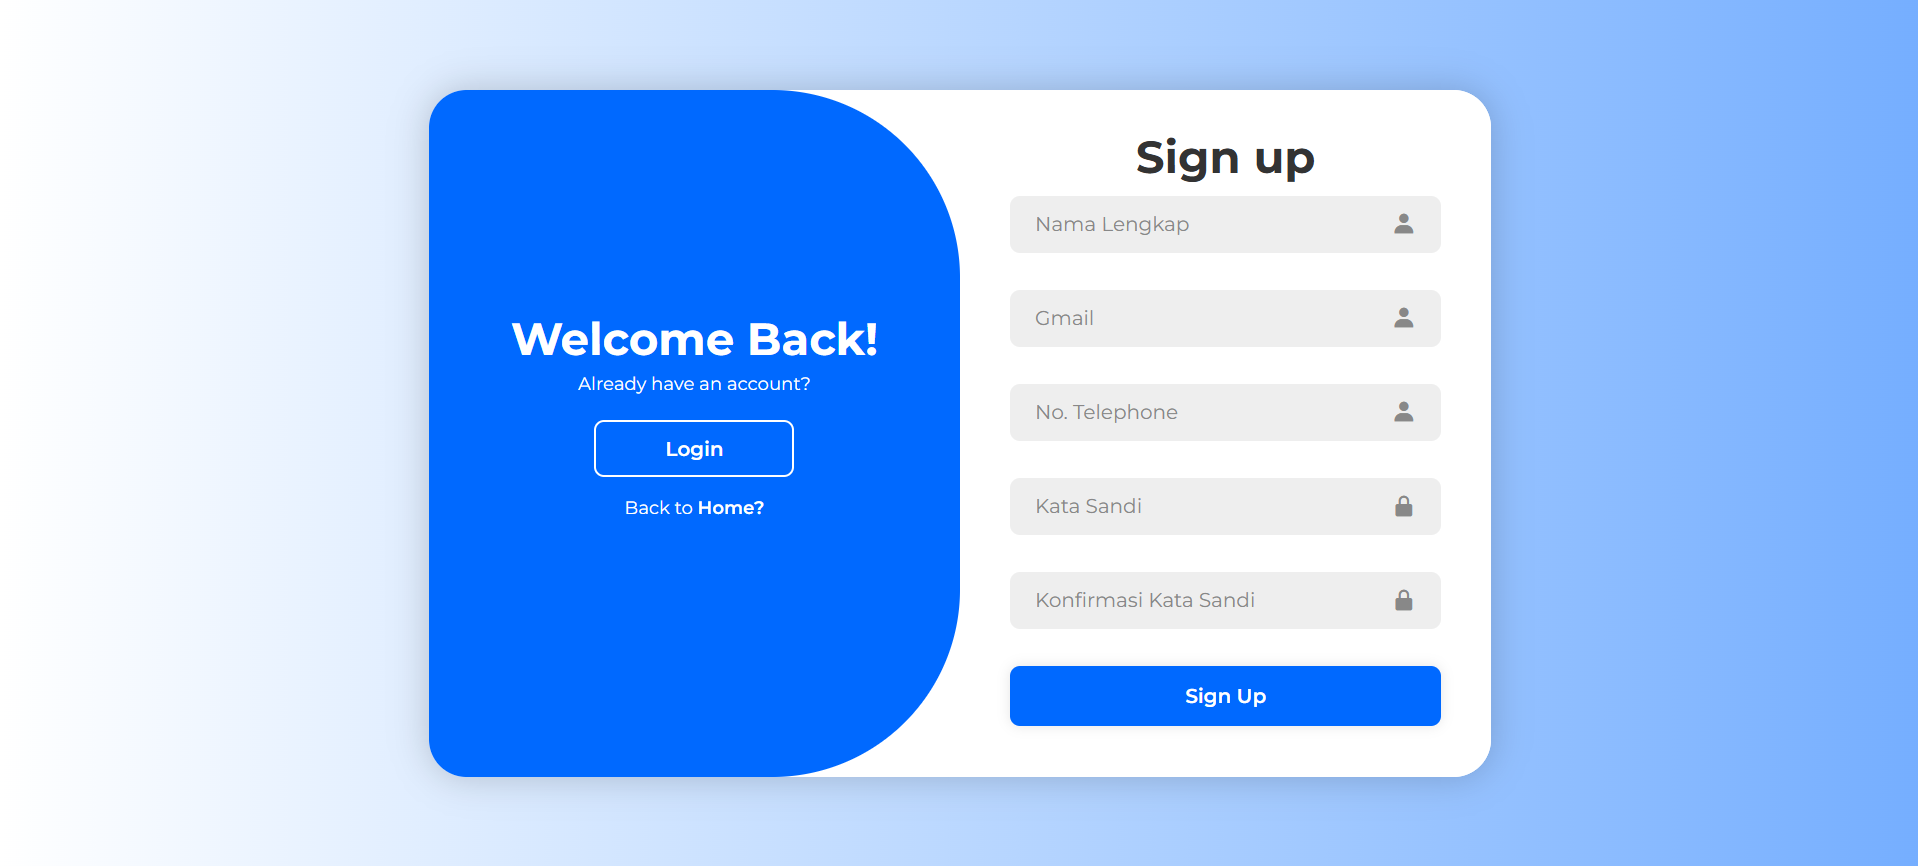 Welcome Back!
Already have an account?
Login
Back to Home?
Sign up
Nama Lengkap
Gmail
No. Telephone
Kata Sandi
Konfirmasi Kata Sandi
Sign Up